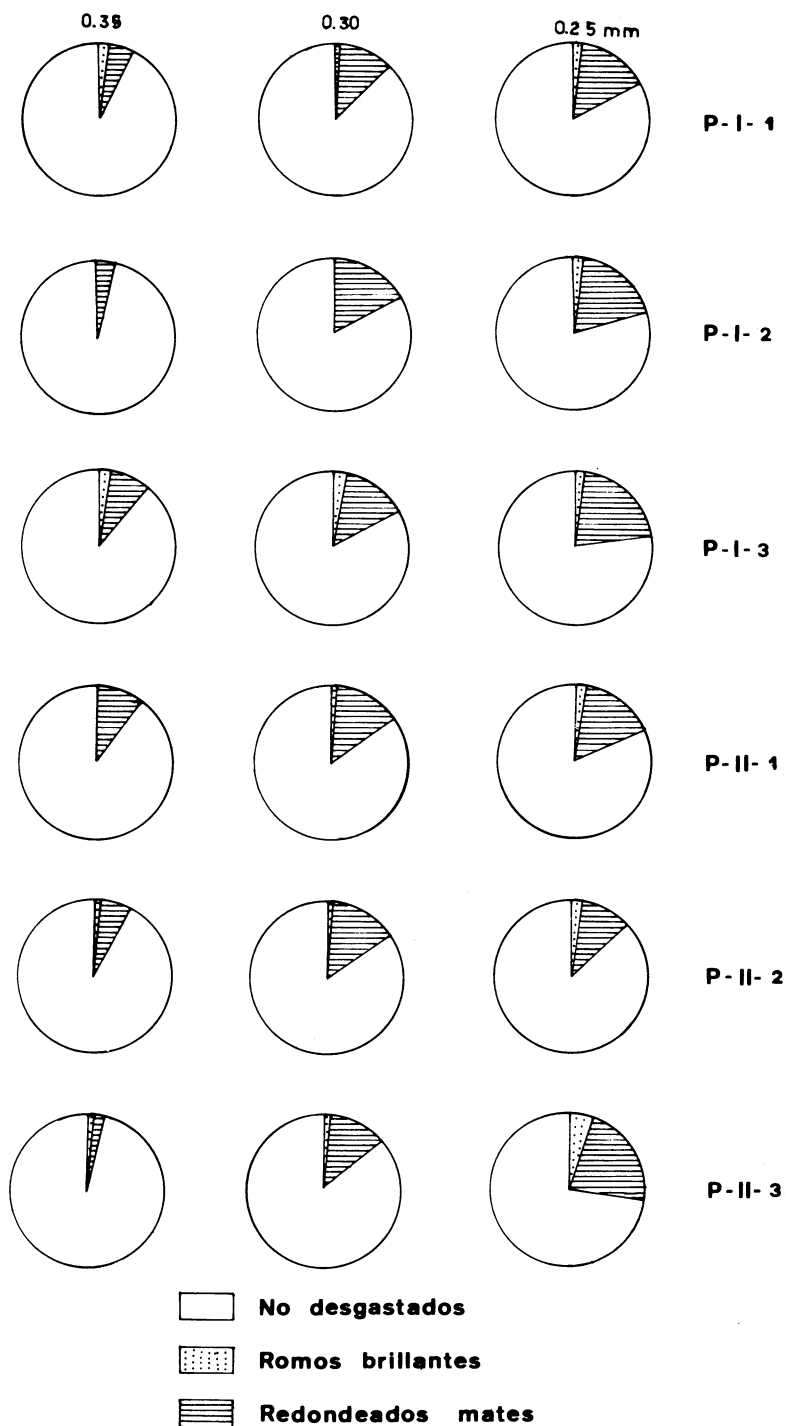 0.35 0.30 0.25 mm
P-I-1
P-I-2
P-I-3
P-II-1
P-II-2
P-II-3
No desgastados
Romos brillantes
Redondeados mates